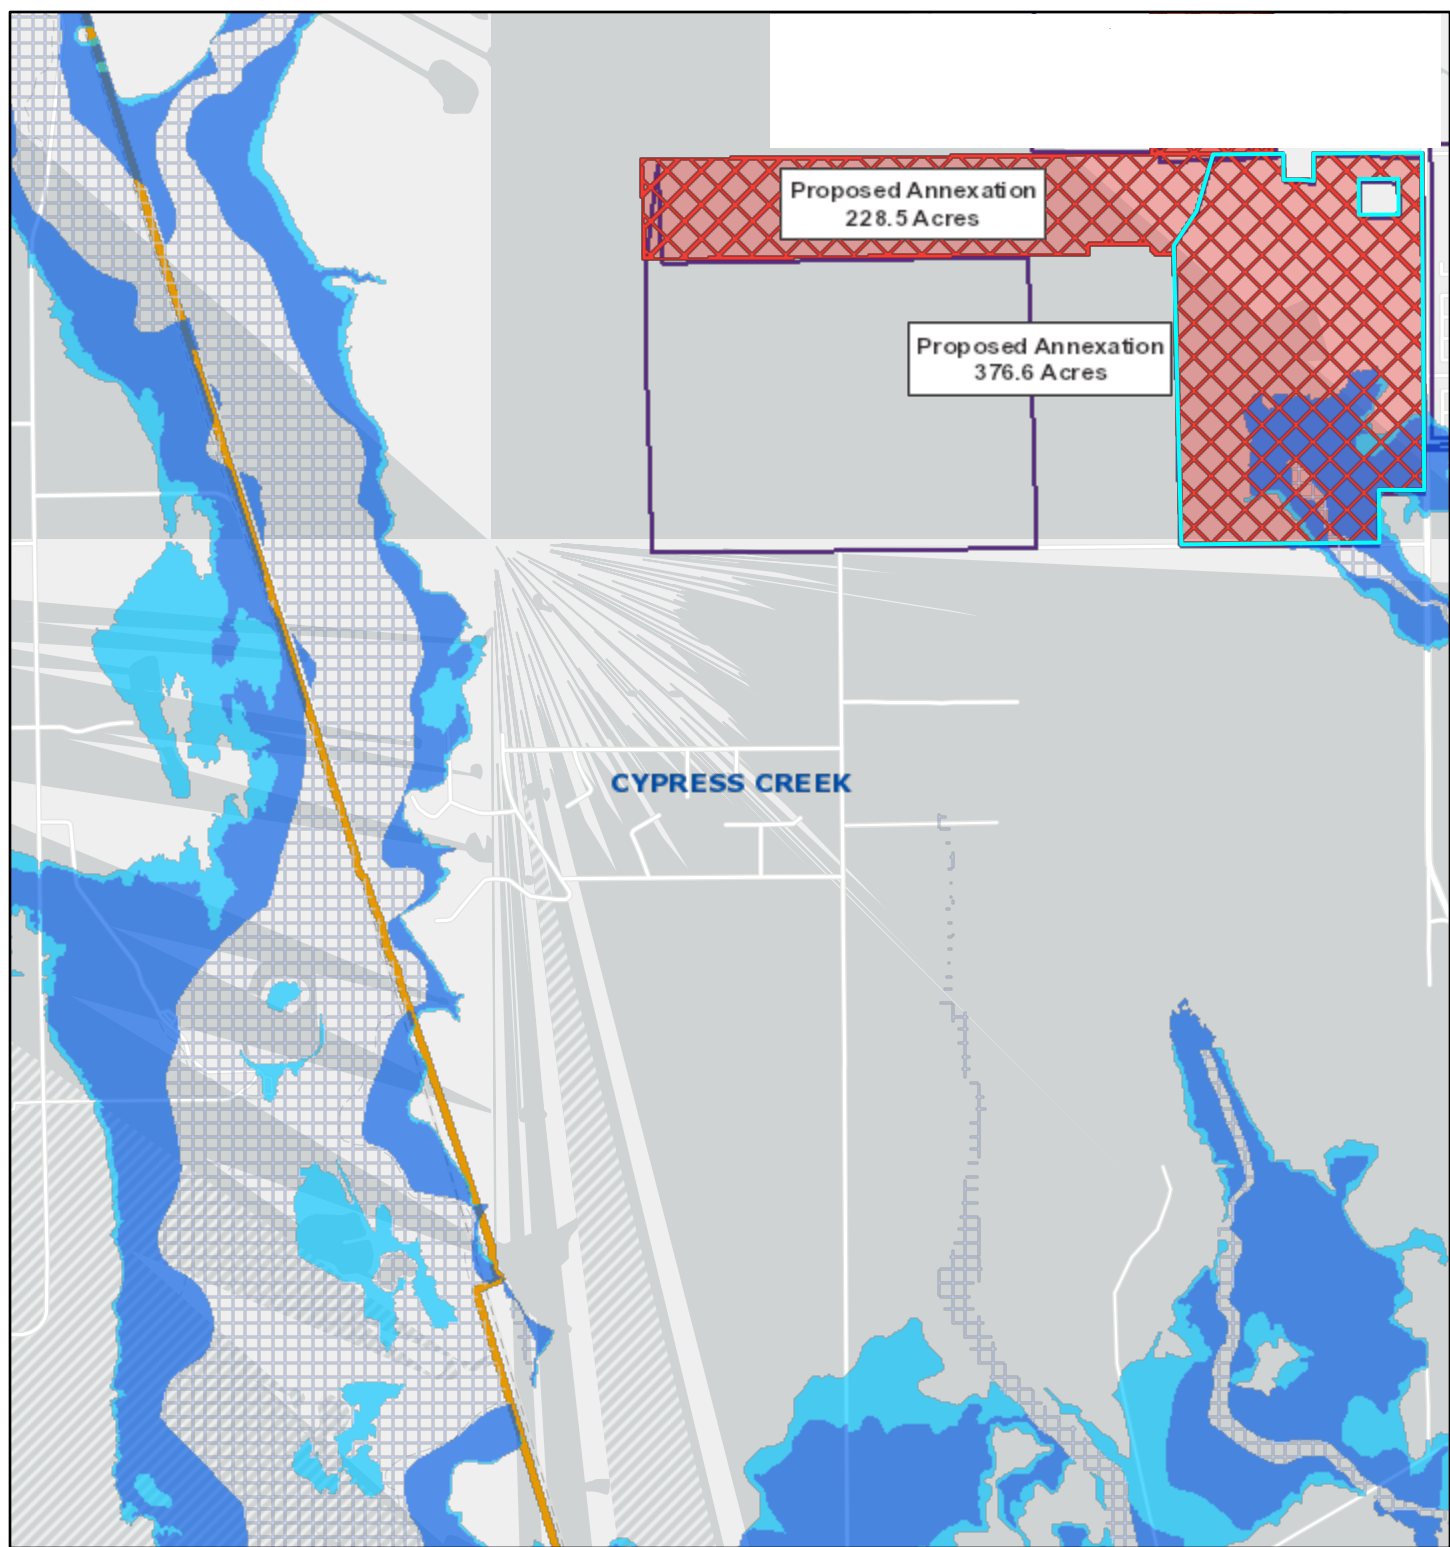 Proposed Annexation
228.5 Acres
Proposed Annexation
376.6 Acres
CYPRESS CREEK